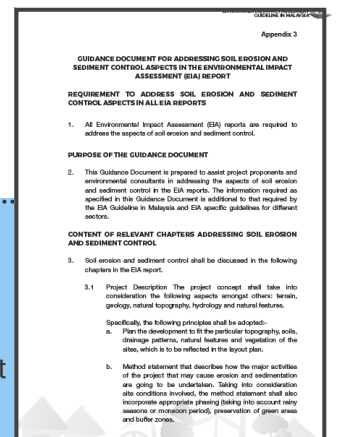 GUIDELINE IN MALAYSIA
Appendix 3
GUIDANCE DOCUMENT FOR ADDRESSING SOIL EROSION AND
SEDIMENT CONTROL ASPECTS IN THE ENVIRONMENTAL IMPACT
ASSESSMENT (EIA) REPORT
REQUIREMENT TO ADDRESS SOIL EROSION AND SEDIMENT
CONTROL ASPECTS IN ALL EIA REPORTS
1. All Environmental Impact Assessment (EIA) reports are required to
address the aspects of soil erosion and sediment control.
PURPOSE OF THE GUIDANCE DOCUMENT
2. This Guidance Document is prepared to assist project proponents and
environmental consultants in addressing the aspects of soil erosion
and sediment control in the EIA reports. The information required as
specified in this Guidance Document is additional to that required by
the EIA Guideline in Malaysia and EIA specific guidelines for different
sectors.
CONTENT OF RELEVANT CHAPTERS ADDRESSING SOIL EROSION
AND SEDIMENT CONTROL
3. Soil erosion and sediment control shall be discussed in the following
chapters in the EIA report.
3.1 Project Description The project concept shall take into
consideration the following aspects amongst others: terrain,
geology, natural topography, hydrology and natural features.
Specifically, the following principles shall be adopted:-
a. Plan the development to fit the particular topography, soils,
drainage patterns, natural features and vegetation of the
sites, which is to be reflected in the layout plan.
b. Method statement that describes how the major activities
of the project that may cause erosion and sedimentation
are going to be undertaken. Taking into consideration
site conditions involved, the method statement shall also
incorporate appropriate phasing (taking into account rainy
seasons or monsoon period), preservation of green areas
and buffer zones.